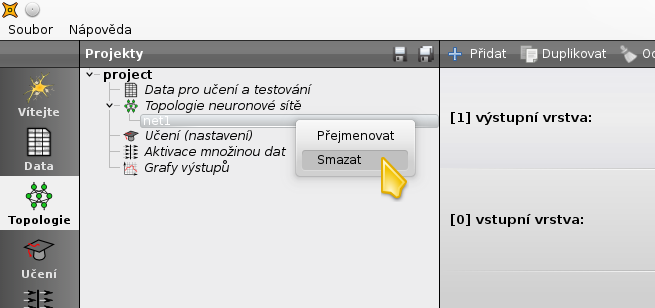 Soubor Nápověda
Projekty
Přidat Duplikovat
project
Data pro učení a testování
Topologie neuronové sítě
net1
Učení (nastavení)
Aktivace množinou dat
Grafy výstupů
Přejmenovat
Smazat
Vítejte
Data
Topologie
Učení
[1] výstupní vrstva:
[0] vstupní vrstva: